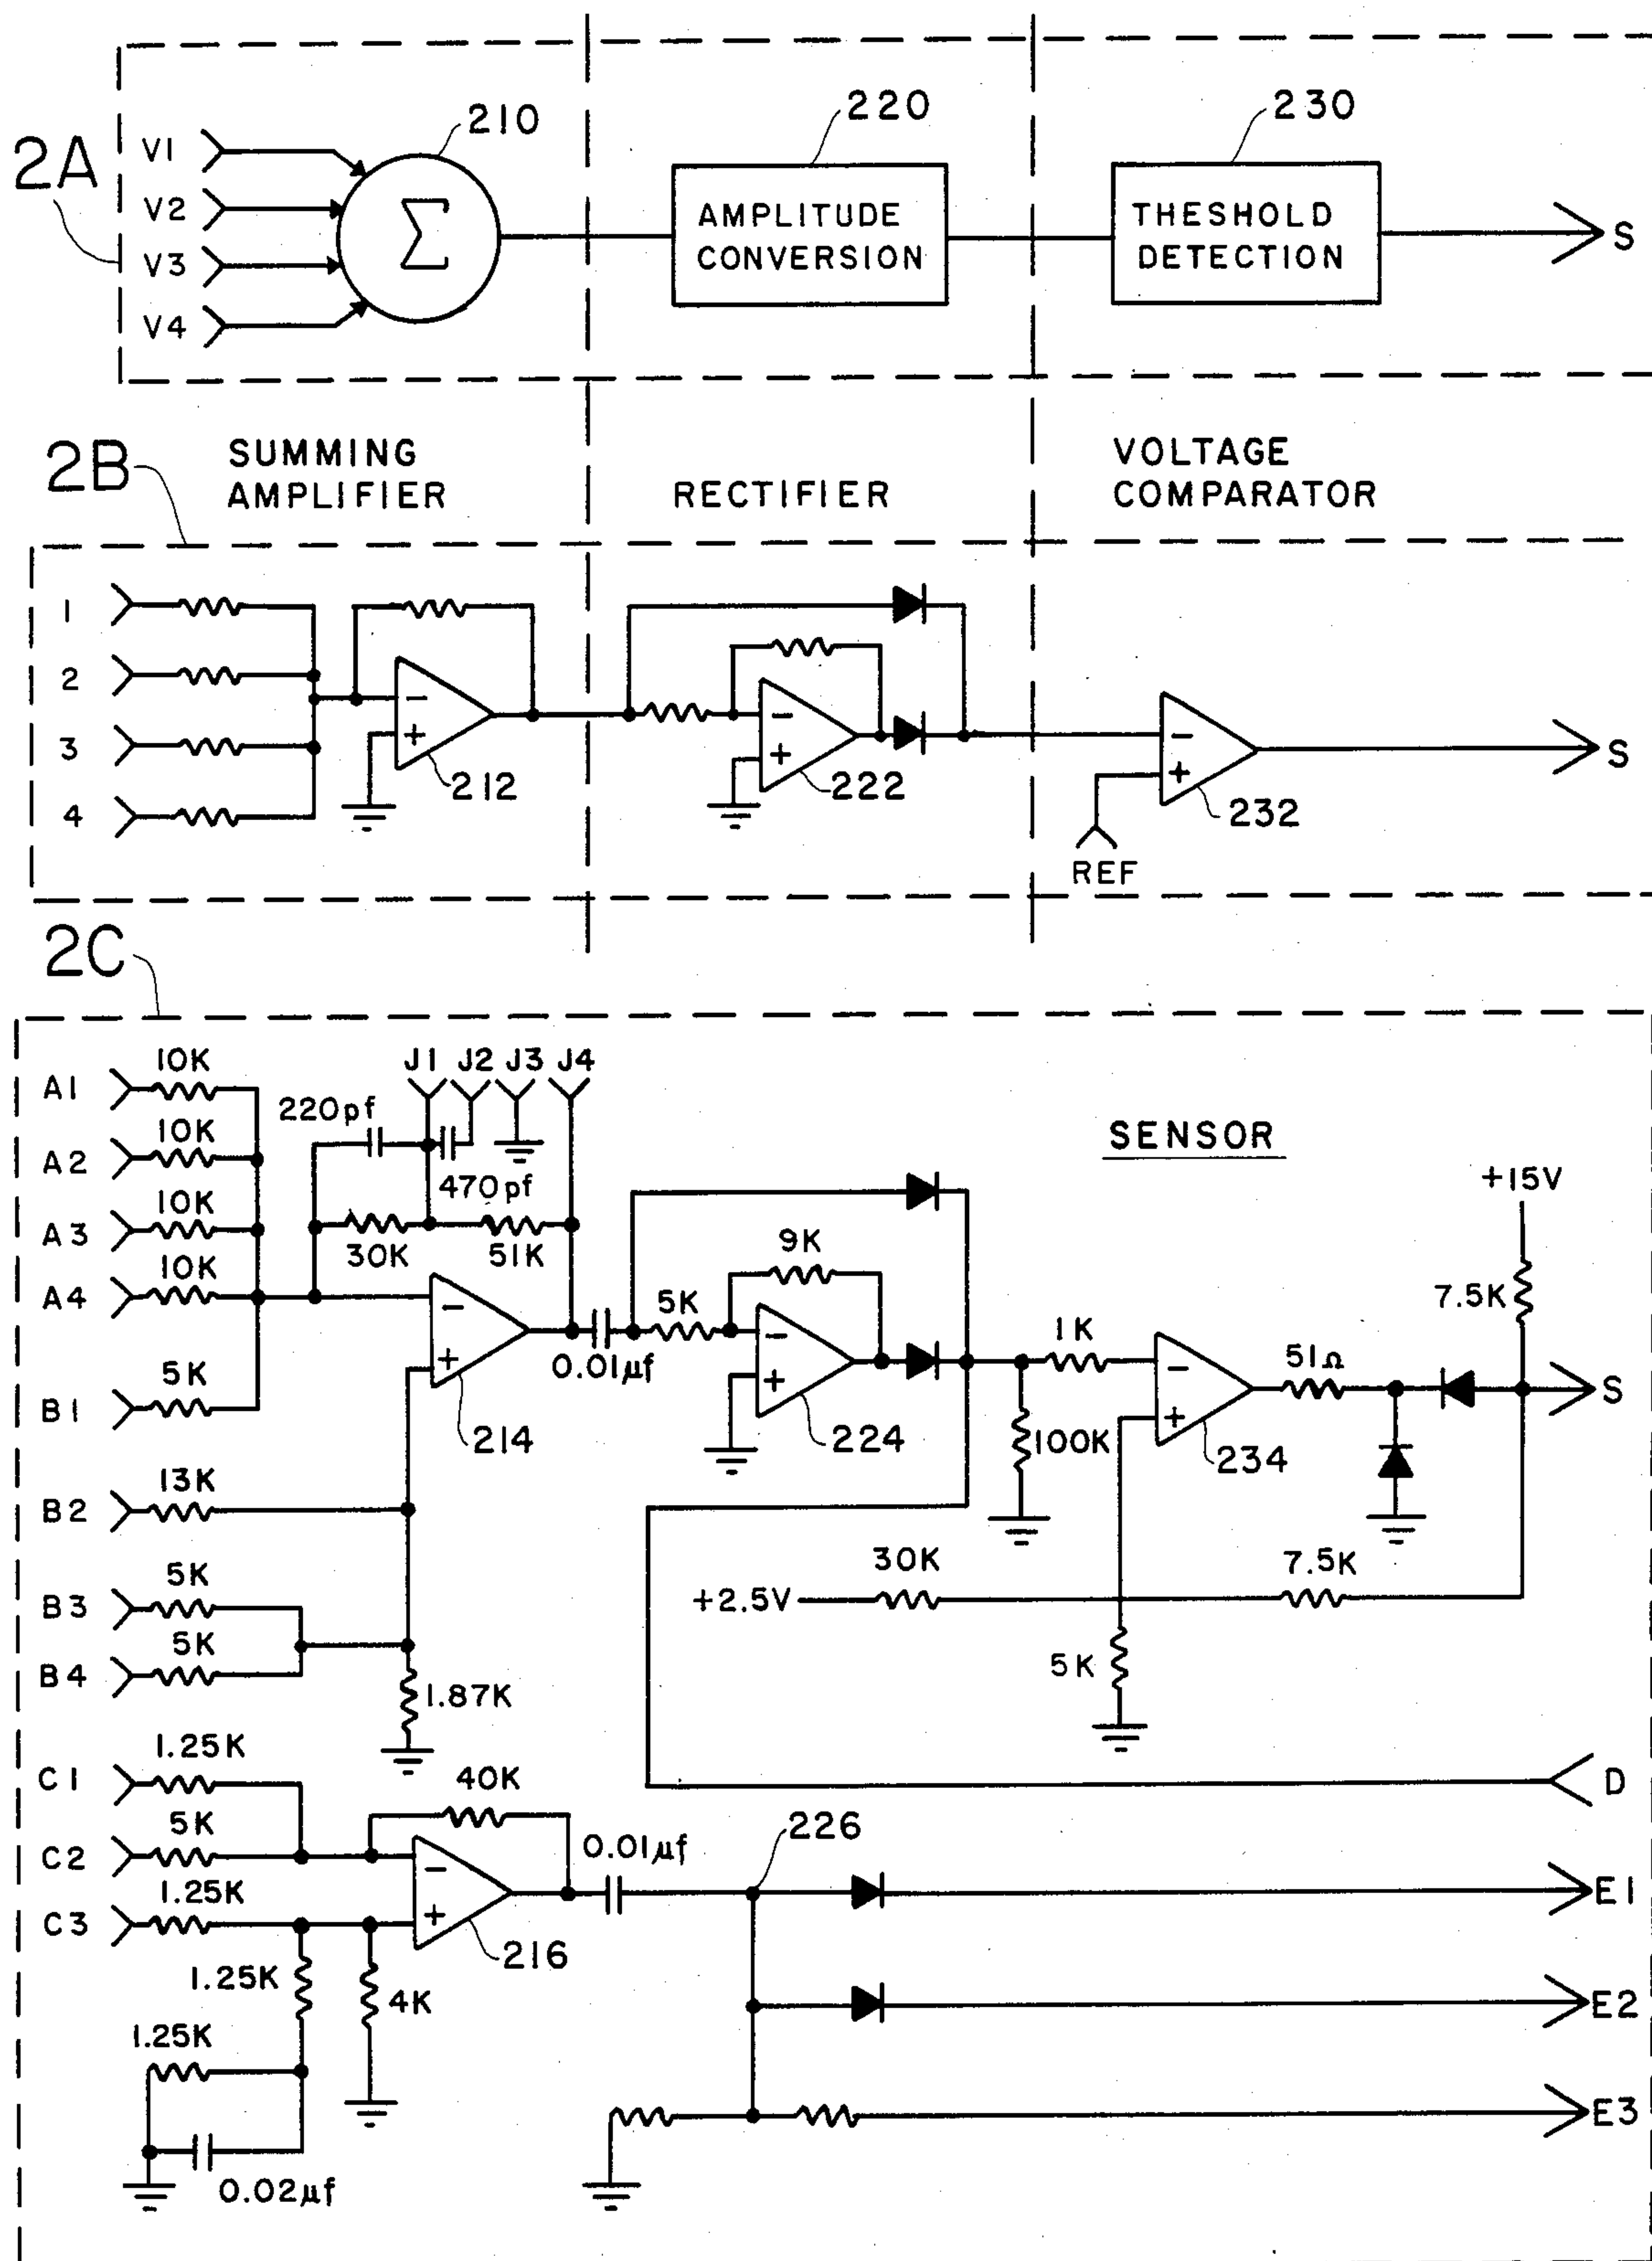 2A
V1
V2
V3
V4
210
Σ
220
AMPLITUDE
CONVERSION
230
THESHOLD
DETECTION
S
2B
SUMMING
AMPLIFIER
RECTIFIER
VOLTAGE
COMPARATOR
1
2
3
4
-
+
212
-
+
222
-
+
232
REF
S
2C
SENSOR
A1
10K
A2
10K
A3
10K
A4
10K
B1
5K
B2
13K
B3
5K
B4
5K
1.87K
J1
J2
J3
J4
220pf
470pf
30K
51K
-
+
214
0.01µf
5K
9K
-
+
224
1K
100K
-
+
234
51Ω
+15V
7.5K
S
+2.5V
30K
7.5K
5K
D
C1
1.25K
C2
5K
C3
1.25K
40K
-
+
216
0.01µf
226
1.25K
4K
1.25K
0.02µf
E1
E2
E3